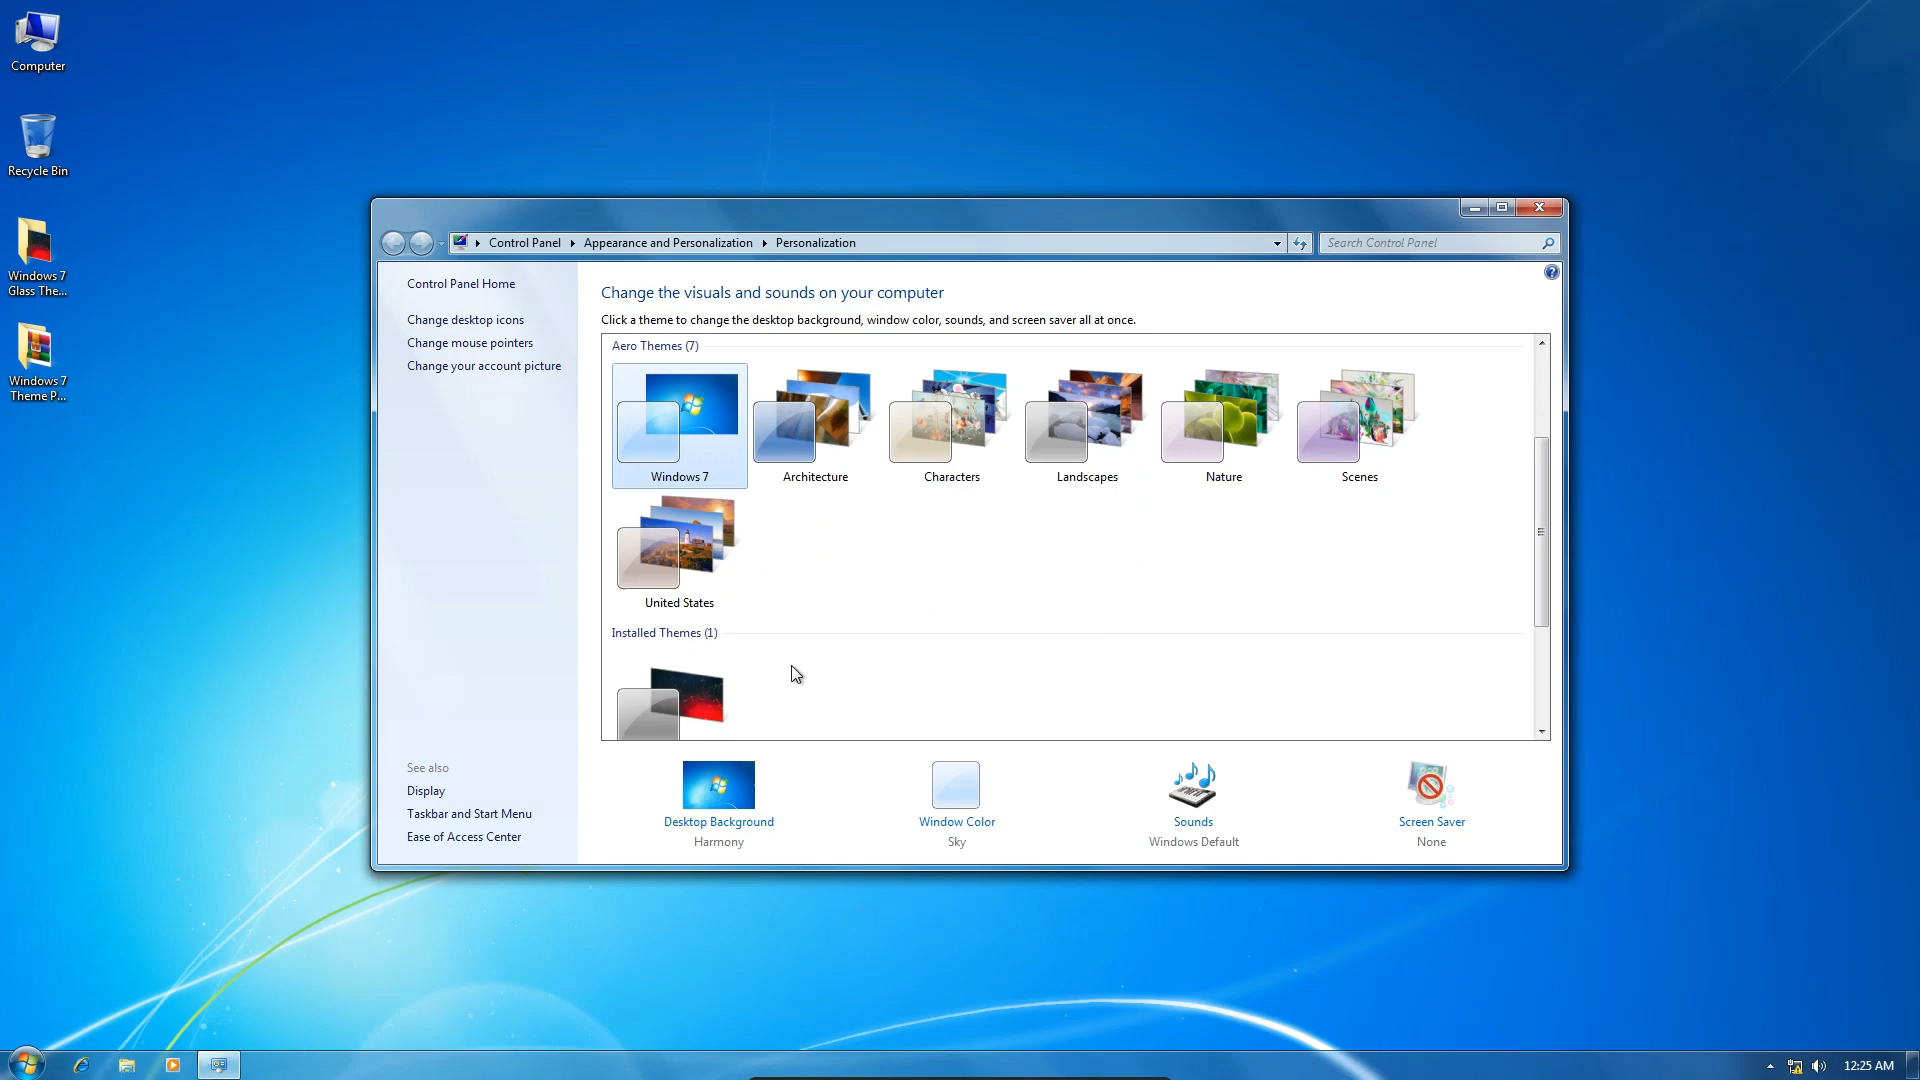 Computer
Recycle Bin
Windows 7
Glass The...
Windows 7
Theme P...
Control Panel
Appearance and Personalization
Personalization
Search Control Panel
Control Panel Home
Change desktop icons
Change mouse pointers
Change your account picture
See also
Display
Taskbar and Start Menu
Ease of Access Center
Change the visuals and sounds on your computer
Click a theme to change the desktop background, window color, sounds, and screen saver all at once.
Aero Themes (7)
Windows 7
Architecture
Characters
Landscapes
Nature
Scenes
United States
Installed Themes (1)
Desktop Background
Harmony
Window Color
Sky
Sounds
Windows Default
Screen Saver
None
12:25 AM